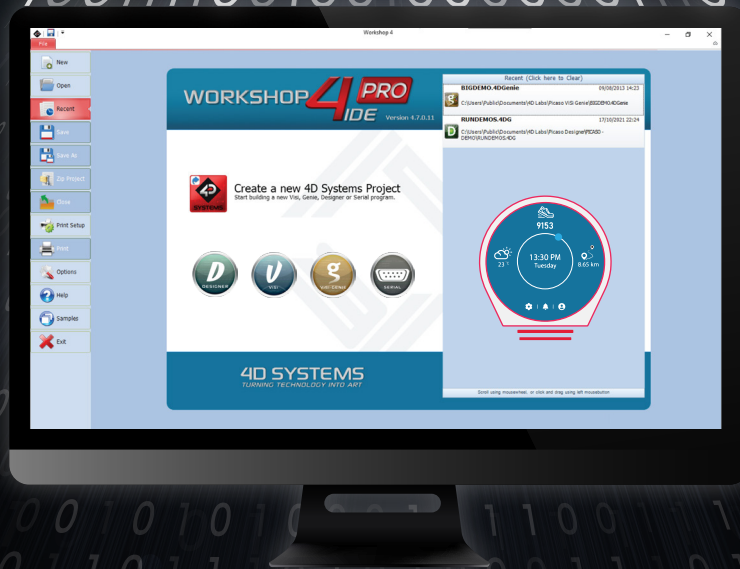 Workshop 4
File
New
Open
Recent
Save
Save As
Zip Project
Close
Print Setup
Print
Options
Help
Samples
Exit
WORKSHOP 4 PRO
IDE Version 4.7.0.11
4D
SYSTEMS
Create a new 4D Systems Project
Start building a new Visi, Genie, Designer or Serial program.
D
DESIGNER
V
VISI
g
VISI GENIE
SERIAL
4D SYSTEMS
TURNING TECHNOLOGY INTO ART
Recent (Click here to Clear)
BIGDEMO.4DGenie 09/08/2013 14:23
C:\Users\Public\Documents\4D Labs\Picaso VISI Genie\BIGDEMO.4DGenie
RUNDEMOS.4DG 17/10/2021 22:24
C:\Users\Public\Documents\4D Labs\Picaso Designer\PICASO -
DEMO\RUNDEMOS.4DG
9153
13:30 PM
Tuesday
8.65 km
Scroll using mousewheel, or click and drag using left mousebutton